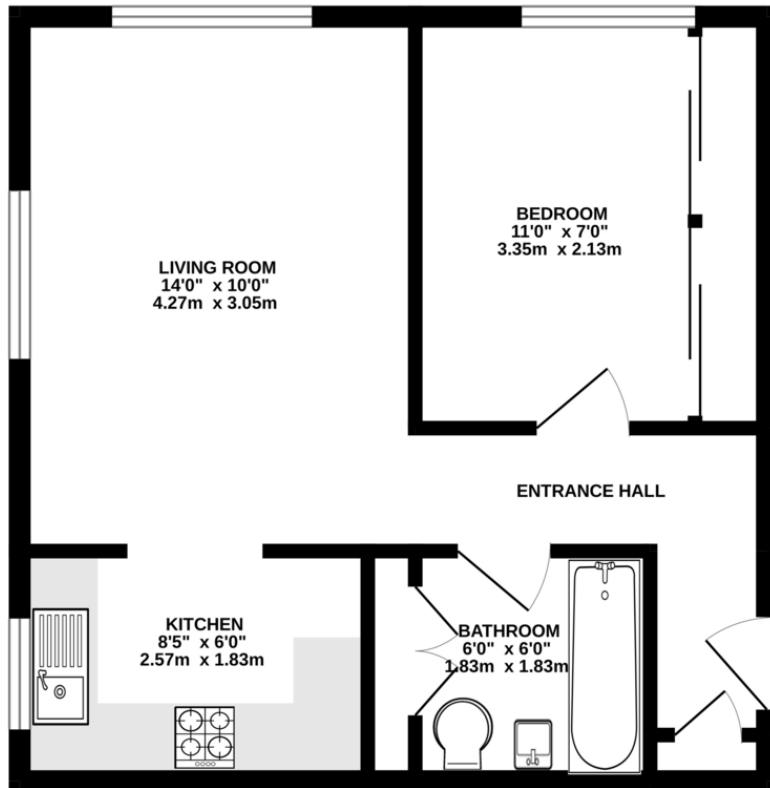 BEDROOM
11'0" x 7'0"
3.35m x 2.13m
LIVING ROOM
14'0" x 10'0"
4.27m x 3.05m
ENTRANCE HALL
KITCHEN
8'5" x 6'0"
2.57m x 1.83m
BATHROOM
6'0" x 6'0"
1.83m x 1.83m